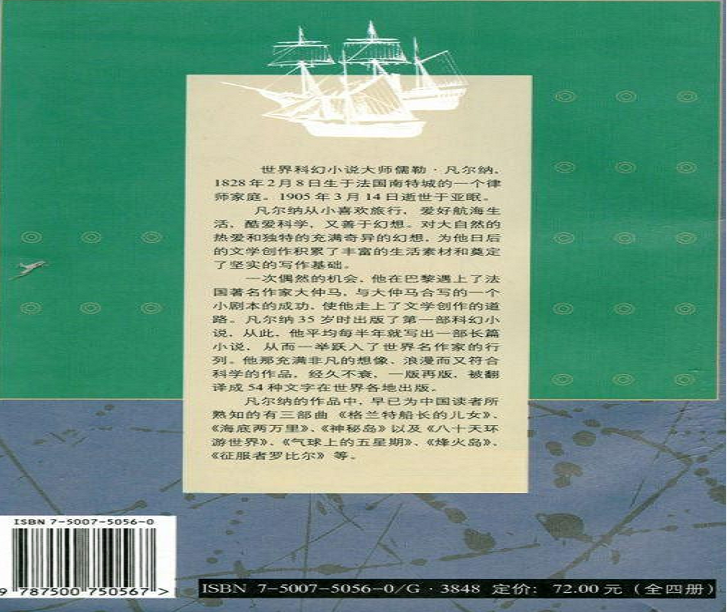 世界科幻小说大师儒勒·凡尔纳，
1828年2月8日生于法国南特城的一个律
师家庭。1905年3月14日逝世于亚眠。
凡尔纳从小喜欢旅行，爱好航海生
活，酷爱科学，又善于幻想。对大自然的
热爱和独特的充满奇异的幻想，为他日后
的文学创作积累了丰富的生活素材和奠定
了坚实的写作基础。
一次偶然的机会，他在巴黎遇上了法
国著名作家大仲马，与大仲马合写的一个
小剧本的成功，使他走上了文学创作的道
路。凡尔纳35岁时出版了第一部科幻小
说，从此，他平均每半年就写出一部长篇
小说，从而一举跃入了世界名作家的行
列。他那充满非凡的想像、浪漫而又符合
科学的作品，经久不衰，一版再版，被翻
译成54种文字在世界各地出版。
凡尔纳的作品中，早已为中国读者所
熟知的有三部曲《格兰特船长的儿女》、
《海底两万里》、《神秘岛》以及《八十天环
游世界》、《气球上的五星期》、《烽火岛》、
《征服者罗比尔》等。
ISBN 7-5007-5056-0
9 787500 750567 >
ISBN 7-5007-5056-0/G·3848 定价：72.00元（全四册）